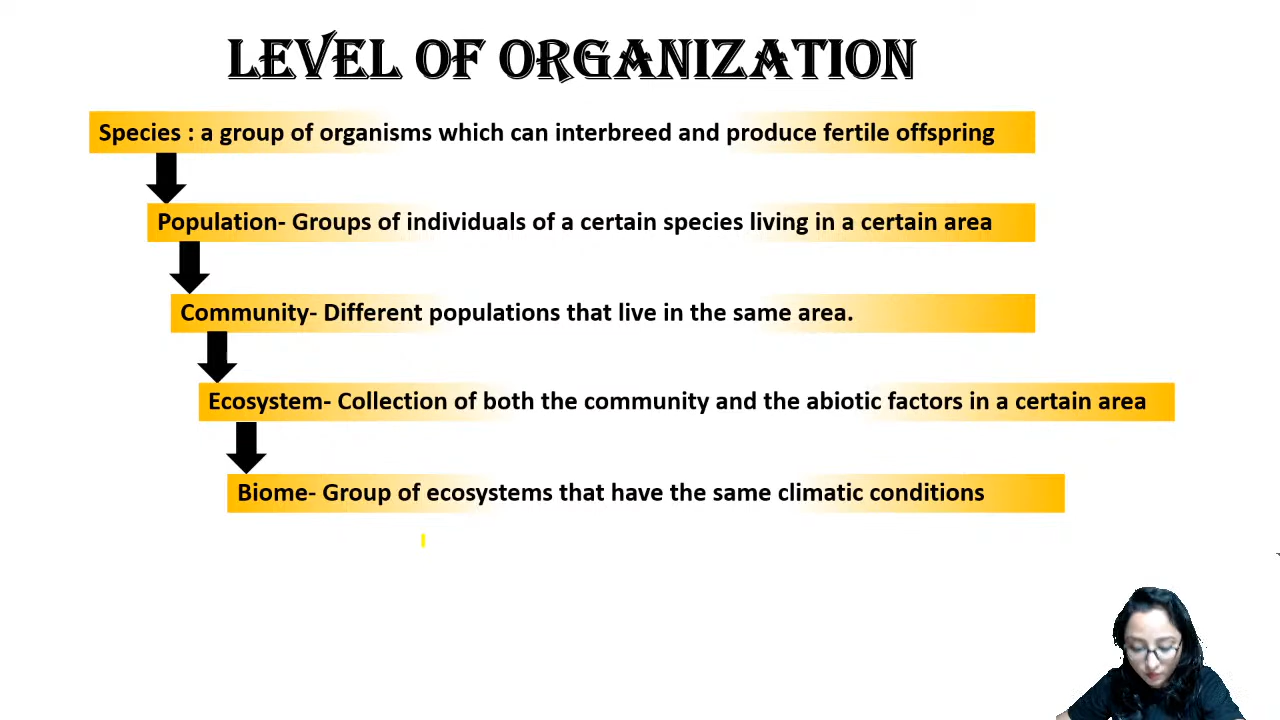 LEVEL OF ORGANIZATION
Species : a group of organisms which can interbreed and produce fertile offspring
Population- Groups of individuals of a certain species living in a certain area
Community- Different populations that live in the same area.
Ecosystem- Collection of both the community and the abiotic factors in a certain area
Biome- Group of ecosystems that have the same climatic conditions